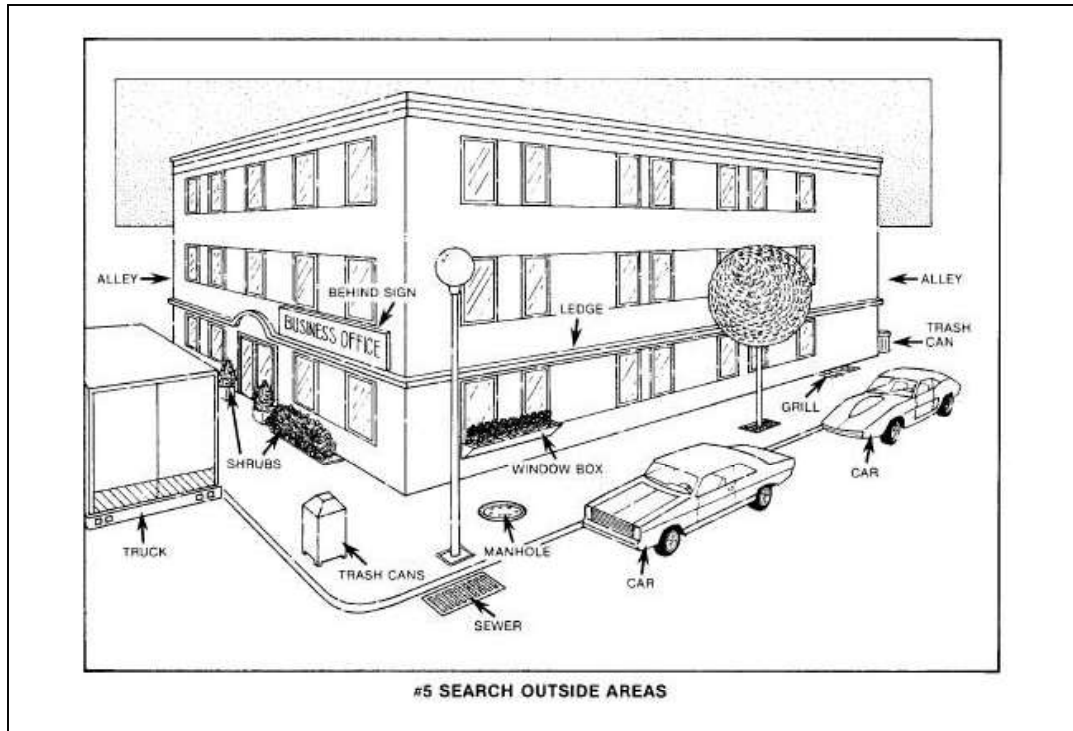 ALLEY
BEHIND SIGN
BUSINESS OFFICE
LEDGE
ALLEY
TRASH
CAN
GRILL
SHRUBS
WINDOW BOX
CAR
TRUCK
TRASH CANS
MANHOLE
CAR
SEWER
#5 SEARCH OUTSIDE AREAS